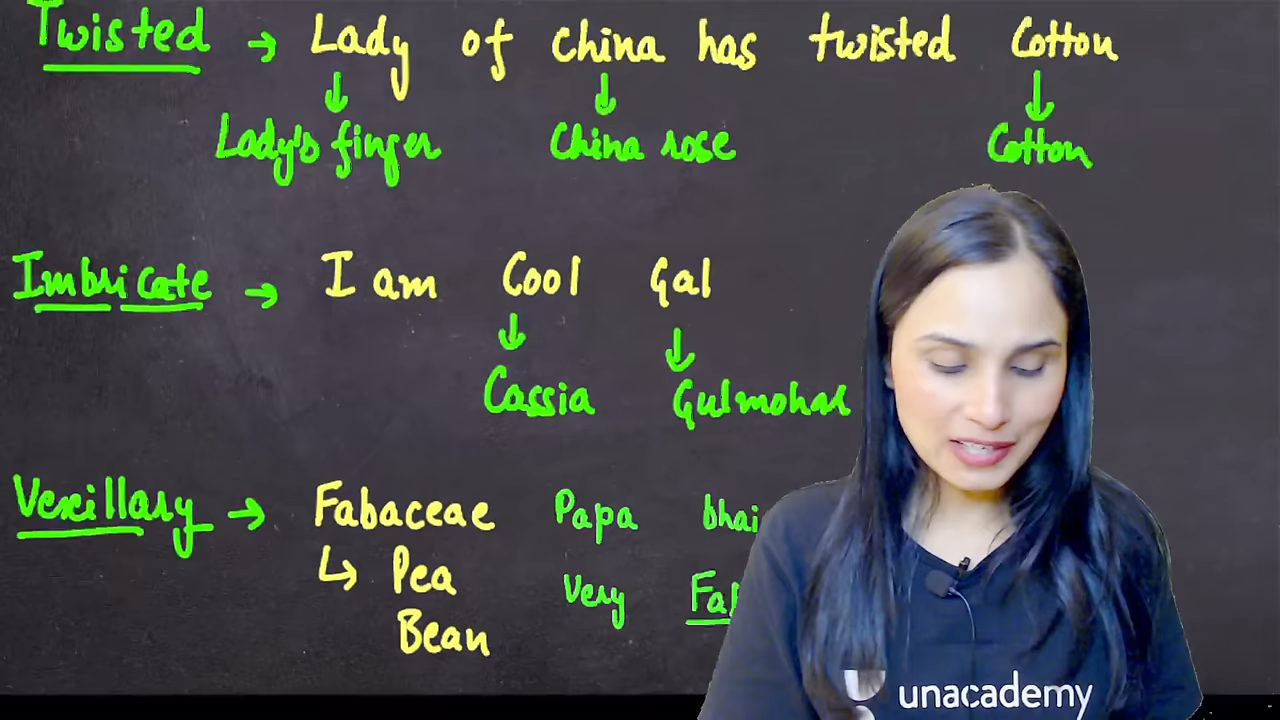 Twisted → Lady of China has twisted Cotton
↓ ↓ ↓
Lady's finger China rose Cotton
Imbricate → I am Cool Gal
↓ ↓
Cassia Gulmohar
Vexillary → Fabaceae Papa bhai
↳ Pea Very
Bean
unacademy